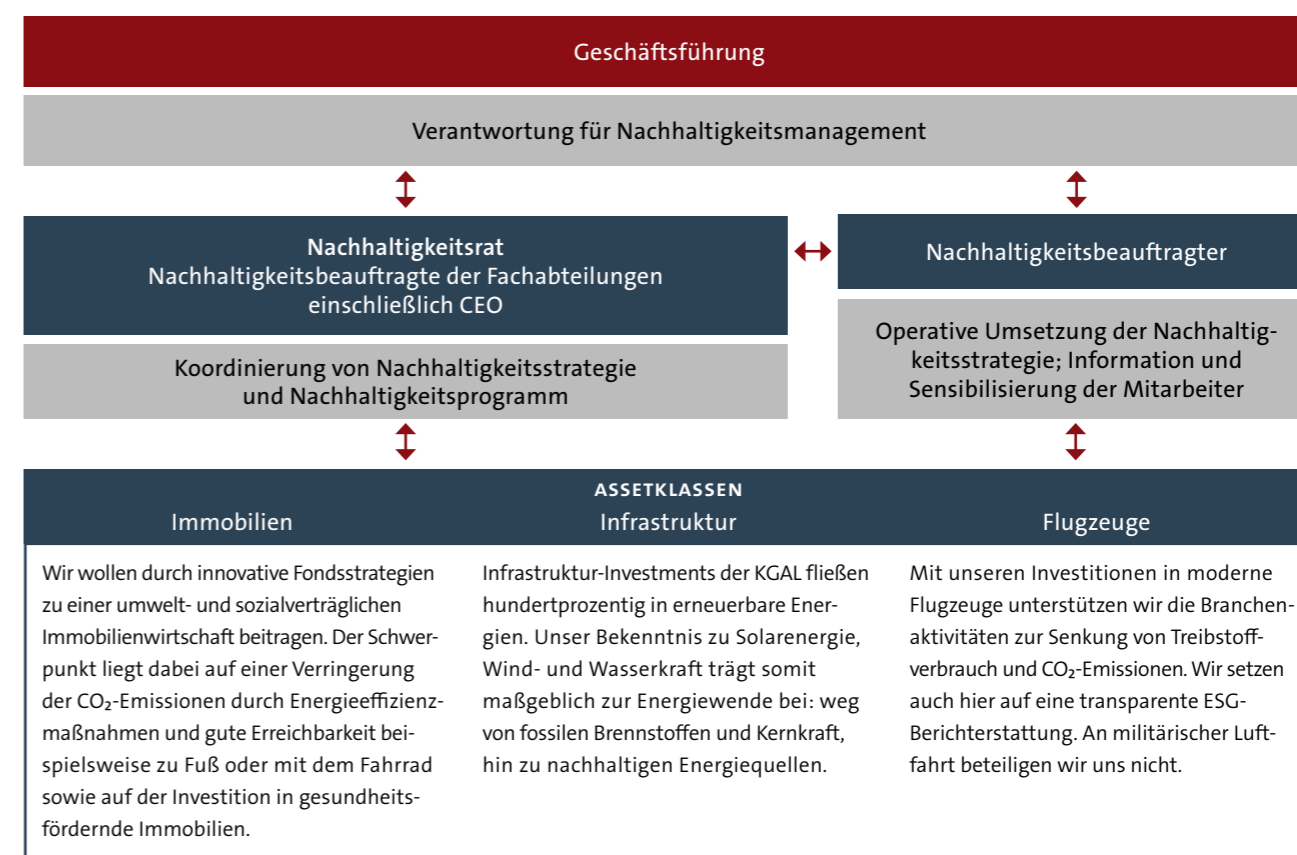 Geschäftsführung
Verantwortung für Nachhaltigkeitsmanagement
Nachhaltigkeitsrat
Nachhaltigkeitsbeauftragte der Fachabteilungen
einschließlich CEO
Koordinierung von Nachhaltigkeitsstrategie
und Nachhaltigkeitsprogramm
Nachhaltigkeitsbeauftragter
Operative Umsetzung der Nachhaltig-
keitsstrategie; Information und
Sensibilisierung der Mitarbeiter
ASSETKLASSEN
Immobilien
Wir wollen durch innovative Fondsstrategien
zu einer umwelt- und sozialverträglichen
Immobilienwirtschaft beitragen. Der Schwer-
punkt liegt dabei auf einer Verringerung
der CO₂-Emissionen durch Energieeffizienz-
maßnahmen und gute Erreichbarkeit bei-
spielsweise zu Fuß oder mit dem Fahrrad
sowie auf der Investition in gesundheits-
fördernde Immobilien.
Infrastruktur
Infrastruktur-Investments der KGAL fließen
hundertprozentig in erneuerbare Ener-
gien. Unser Bekenntnis zu Solarenergie,
Wind- und Wasserkraft trägt somit
maßgeblich zur Energiewende bei: weg
von fossilen Brennstoffen und Kernkraft,
hin zu nachhaltigen Energiequellen.
Flugzeuge
Mit unseren Investitionen in moderne
Flugzeuge unterstützen wir die Branchen-
aktivitäten zur Senkung von Treibstoff-
verbrauch und CO₂-Emissionen. Wir setzen
auch hier auf eine transparente ESG-
Berichterstattung. An militärischer Luft-
fahrt beteiligen wir uns nicht.